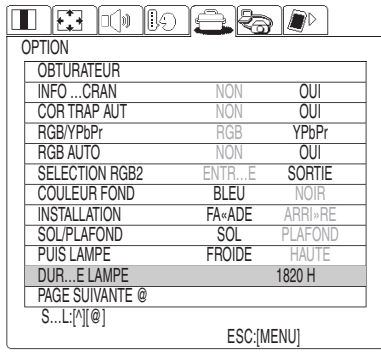 OPTION
OBTURATEUR
INFO ...CRAN NON OUI
COR TRAP AUT NON OUI
RGB/YPbPr RGB YPbPr
RGB AUTO NON OUI
SELECTION RGB2 ENTR...E SORTIE
COULEUR FOND BLEU NOIR
INSTALLATION FA«ADE ARRI»RE
SOL/PLAFOND SOL PLAFOND
PUIS LAMPE FROIDE HAUTE
DUR...E LAMPE 1820 H
PAGE SUIVANTE @
S...L:[^][@]
ESC:[MENU]